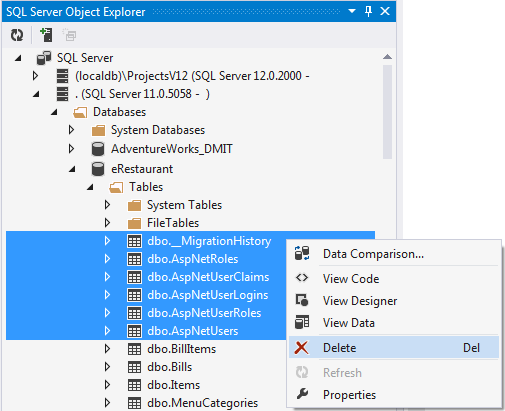 SQL Server Object Explorer
SQL Server
(localdb)\ProjectsV12 (SQL Server 12.0.2000 -
. (SQL Server 11.0.5058 - )
Databases
System Databases
AdventureWorks_DMIT
eRestaurant
Tables
System Tables
FileTables
dbo.__MigrationHistory
dbo.AspNetRoles
dbo.AspNetUserClaims
dbo.AspNetUserLogins
dbo.AspNetUserRoles
dbo.AspNetUsers
dbo.BillItems
dbo.Bills
dbo.Items
dbo.MenuCategories
Data Comparison...
View Code
View Designer
View Data
Delete Del
Refresh
Properties